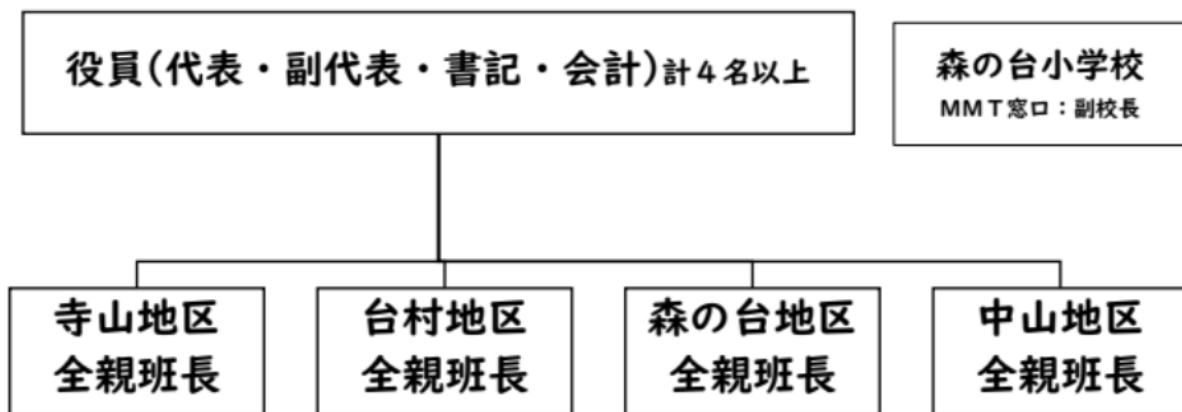 役員(代表・副代表・書記・会計)計4名以上
森の台小学校
MMT窓口：副校長
寺山地区
全親班長
台村地区
全親班長
森の台地区
全親班長
中山地区
全親班長